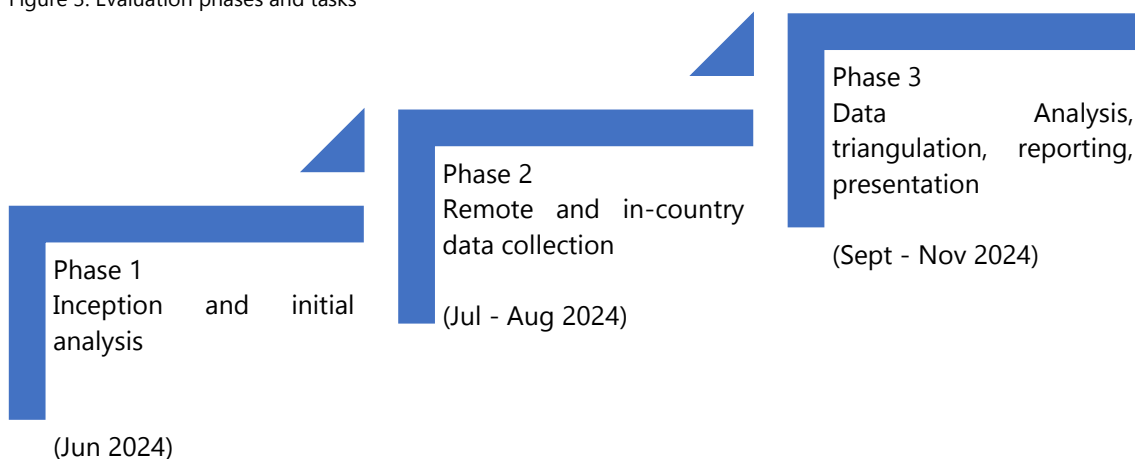 Figure Evaluation phases and tasks
Phase 1
Inception and initial
analysis
(Jun 2024)
Phase 2
Remote and in-country
data collection
(Jul - Aug 2024)
Phase 3
Data Analysis,
triangulation, reporting,
presentation
(Sept - Nov 2024)